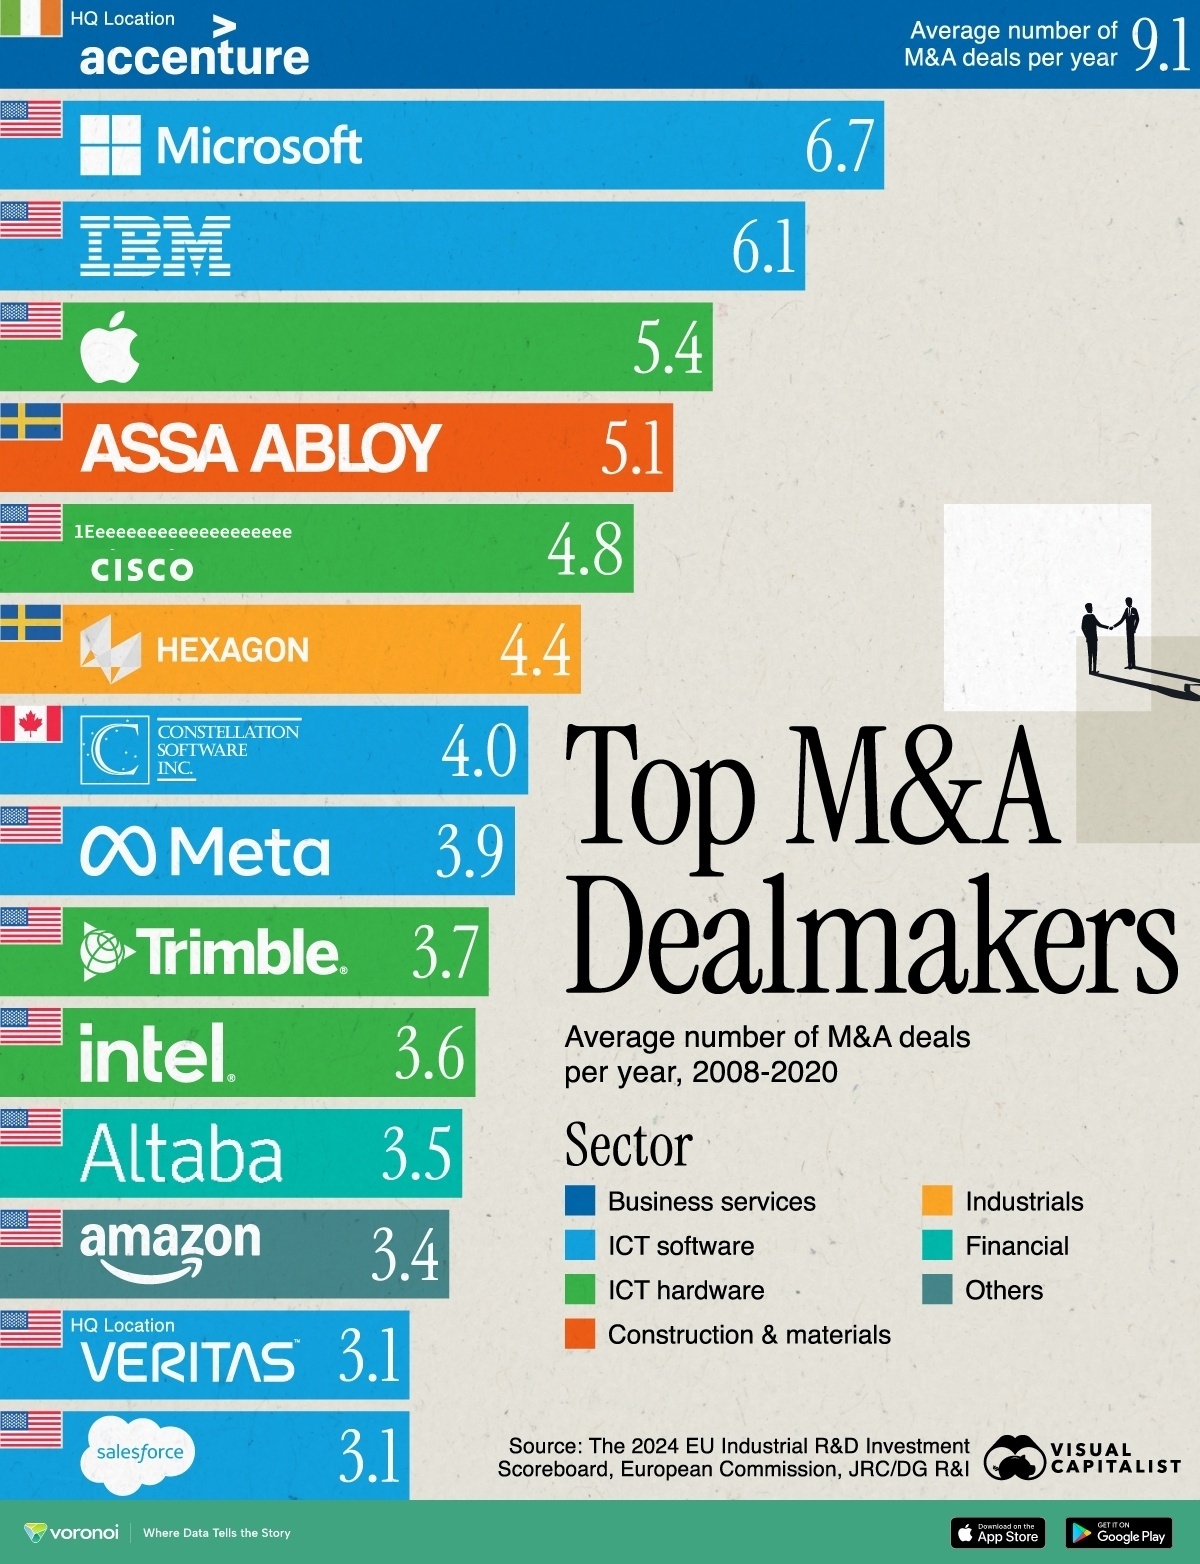 HQ Location
accenture
Average number of
M&A deals per year
9.1
Microsoft
6.7
IBM
6.1
5.4
ASSA ABLOY
5.1
1Eeeeeeeeeeeeeeeeeeee
CISCO
4.8
HEXAGON
4.4
C
CONSTELLATION
SOFTWARE
INC.
4.0
Meta
3.9
Trimble®
3.7
intel®
3.6
Altaba
3.5
amazon
3.4
HQ Location
VERITAS™
3.1
salesforce
3.1
Top M&A
Dealmakers
Average number of M&A deals
per year, 2008-2020
Sector
Business services
ICT software
ICT hardware
Construction & materials
Industrials
Financial
Others
Source: The 2024 EU Industrial R&D Investment
Scoreboard, European Commission, JRC/DG R&I
VISUAL
CAPITALIST
voronoi
Where Data Tells the Story
Download on the
App Store
GET IT ON
Google Play